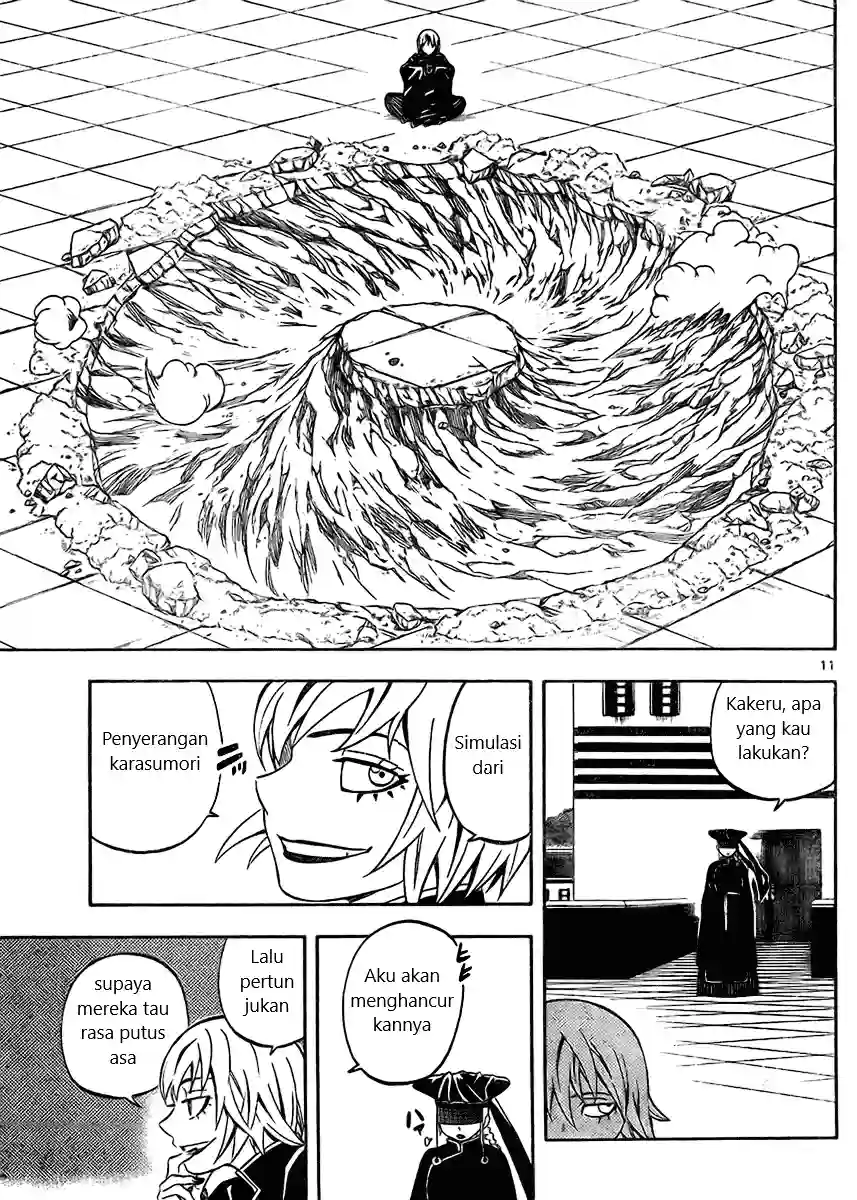 11
Kakeru, apa
yang kau
lakukan?
Simulasi
dari
Penyerangan
karasumori
Aku akan
menghancur
kannya
Lalu
pertun
jukan
supaya
mereka tau
rasa putus
asa